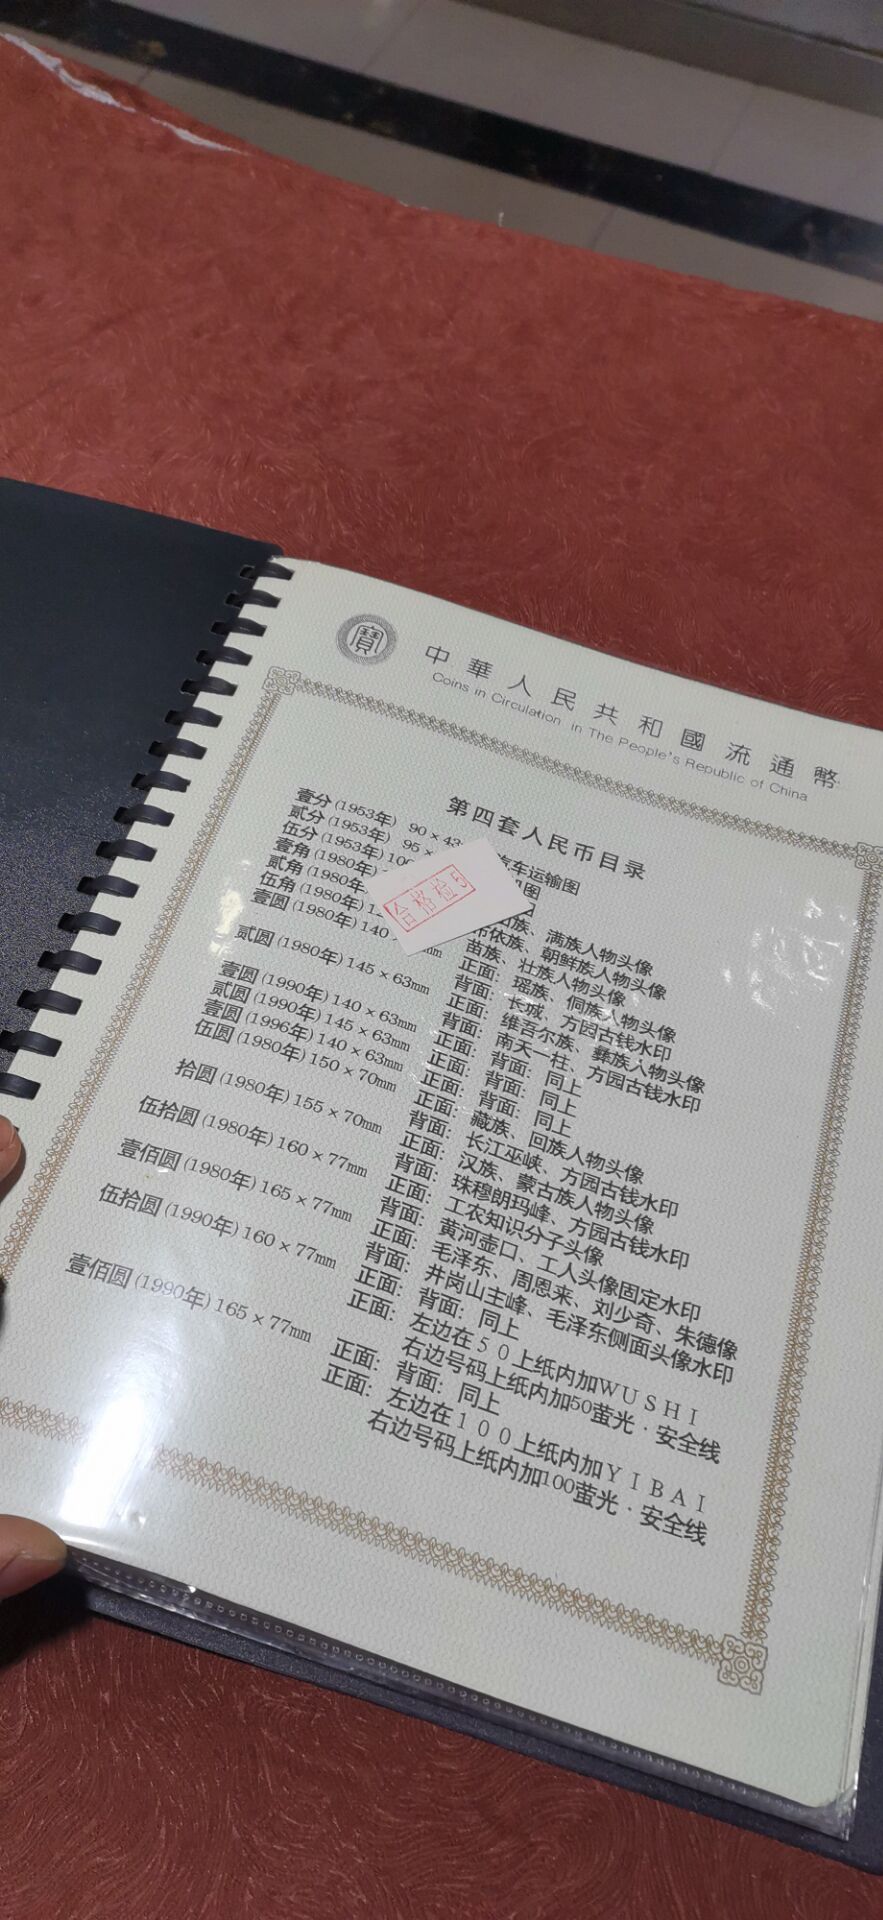 寶
中華人民共和國流通幣
Coins in Circulation in The People's Republic of China
第四套人民币目录
壹分 (1953年) 90×43 汽车运输图
贰分 (1953年) 95× 机图
伍分 (1953年) 100 图
壹角 (1980年) 族、满族人物头像
贰角 (1980年) 布依族、朝鲜族人物头像
伍角 (1980年) 苗族、壮族人物头像
壹圆 (1980年) 140 mm 正面: 瑶族、侗族人物头像
背面: 长城、方园古钱水印
贰圆 (1980年) 145×63mm 正面: 维吾尔族、彝族人物头像
背面: 南天一柱、方园古钱水印
壹圆 (1990年) 140×63mm 正面: 背面: 同上
贰圆 (1990年) 145×63mm 正面: 背面: 同上
壹圆 (1996年) 140×63mm 正面: 背面: 同上
伍圆 (1980年) 150×70mm 正面: 藏族、回族人物头像
背面: 长江巫峡、方园古钱水印
拾圆 (1980年) 155×70mm 正面: 汉族、蒙古族人物头像
背面: 珠穆朗玛峰、方园古钱水印
伍拾圆 (1980年) 160×77mm 正面: 工农知识分子头像
背面: 黄河壶口、工人头像固定水印
壹佰圆 (1980年) 165×77mm 正面: 毛泽东、周恩来、刘少奇、朱德像
背面: 井岗山主峰、毛泽东侧面头像水印
伍拾圆 (1990年) 160×77mm 正面: 背面: 同上
正面: 左边在50上纸内加WUSHI
右边号码上纸内加50萤光·安全线
壹佰圆 (1990年) 165×77mm 正面: 背面: 同上
正面: 左边在100上纸内加YIBAI
右边号码上纸内加100萤光·安全线
合格检5